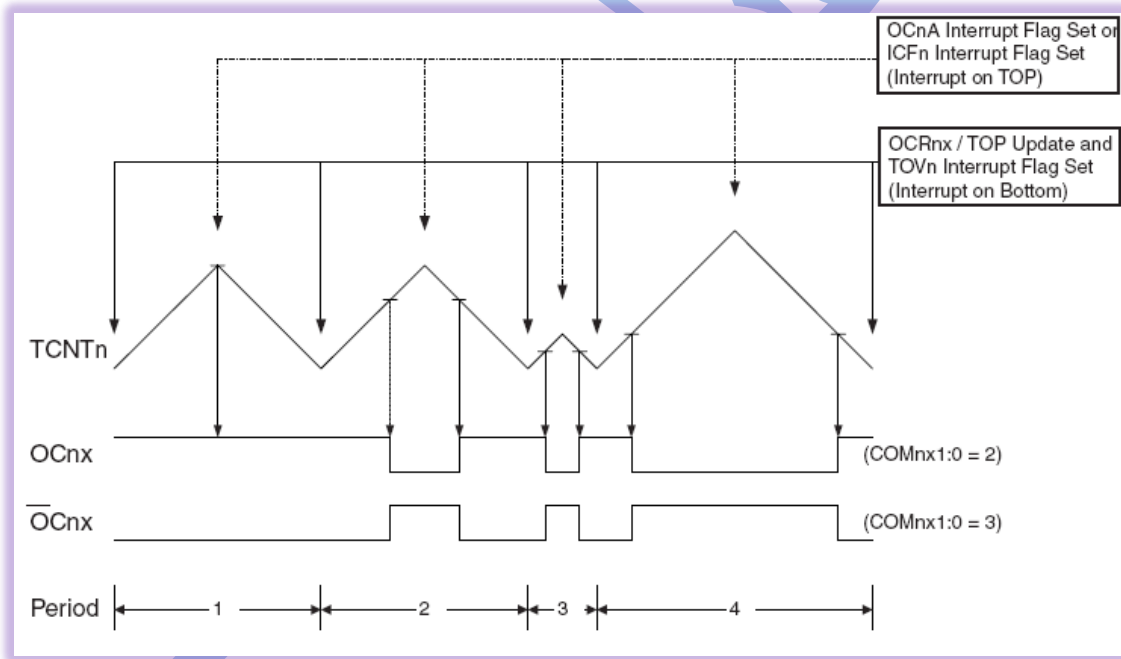 OCnA Interrupt Flag Set or
ICFn Interrupt Flag Set
(Interrupt on TOP)
OCRnx / TOP Update and
TOVn Interrupt Flag Set
(Interrupt on Bottom)
TCNTn
OCnx
(COMnx1:0 = 2)
O̅Cnx
(COMnx1:0 = 3)
Period
1
2
3
4